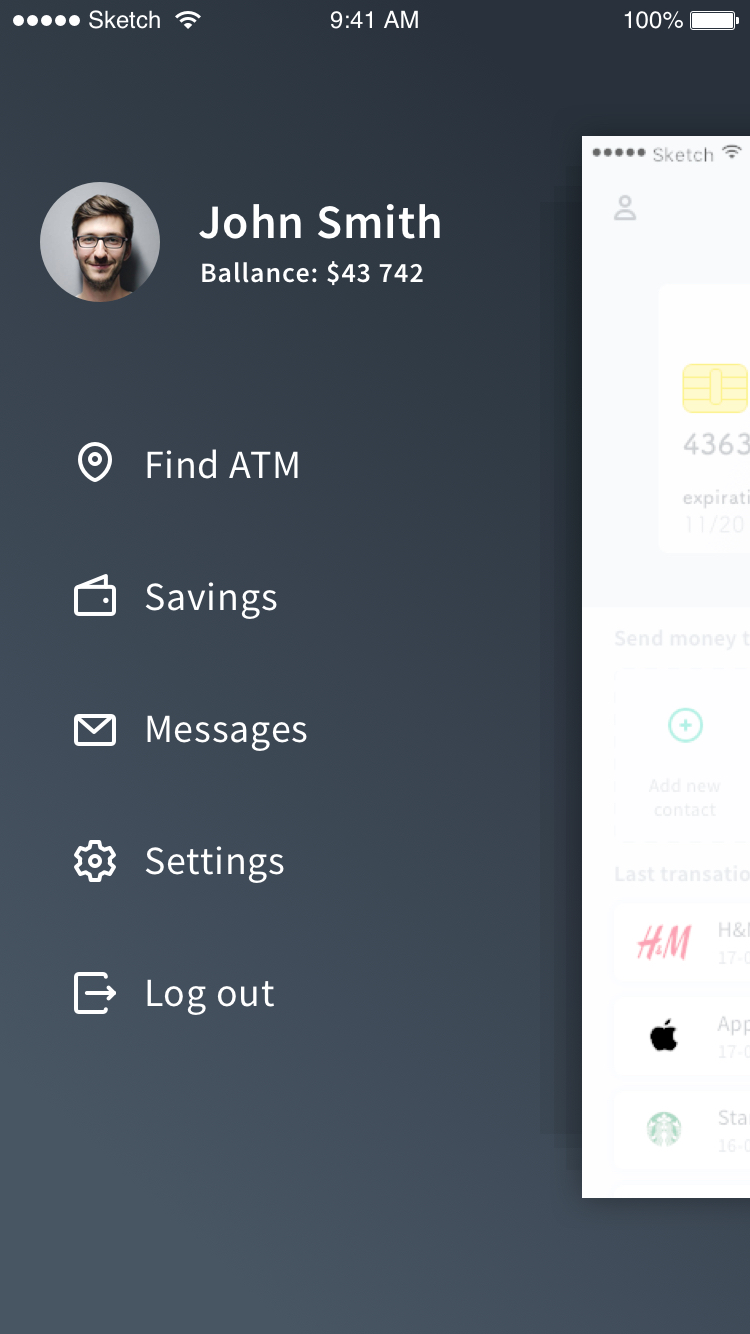 Sketch 9:41 AM 100%
John Smith
Ballance: $43 742
Find ATM
Savings
Messages
Settings
Log out
Sketch
4363
expirati
11/20
Send money t
Add new
contact
Last transatio
H&M H&M
17-0
App
17-0
Sta
16-0